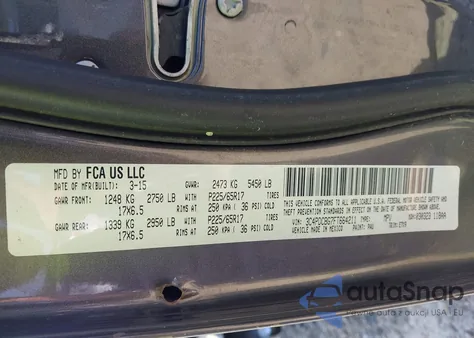 MFD BY FCA US LLC
DATE OF MFR(BUILT) 3-15 GVWR: 2473 KG 5450 LB
GAWR FRONT: 1248 KG 2750 LB P225/65R17 TIRES
17X6.5 RIMS AT 250 KPA ( 36 PSI) COLD
GAWR REAR: 1339 KG 2950 LB P225/65R17 TIRES
17X6.5 RIMS AT 250 KPA ( 36 PSI) COLD
THIS VEHICLE CONFORMS TO ALL APPLICABLE
U.S.A. FEDERAL MOTOR VEHICLE SAFETY AND
THEFT PREVENTION STANDARDS IN EFFECT ON
THE DATE OF MANUFACTURE SHOWN ABOVE.
TYPE: MPV
PAINT: PAU
MADE IN MEXICO
autoSnap